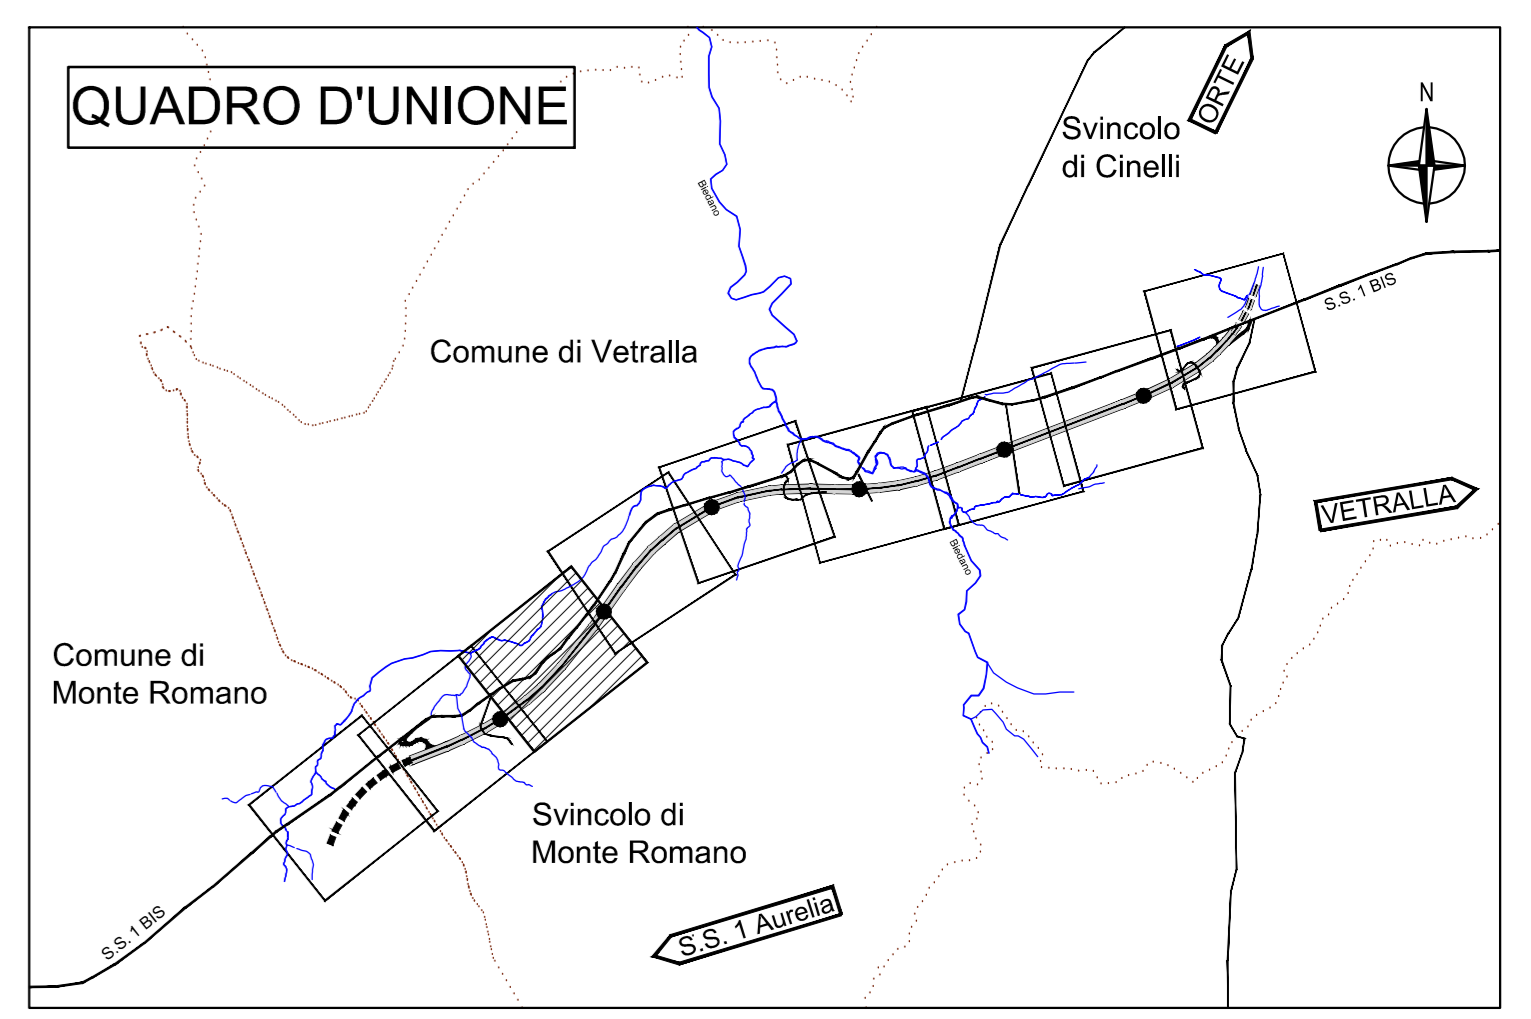 QUADRO D'UNIONE
ORTE
N
Svincolo
di Cinelli
Biedano
S.S. 1 BIS
Comune di Vetralla
VETRALLA
Biedano
Comune di
Monte Romano
Svincolo di
Monte Romano
S.S. 1 Aurelia
S.S. 1 BIS